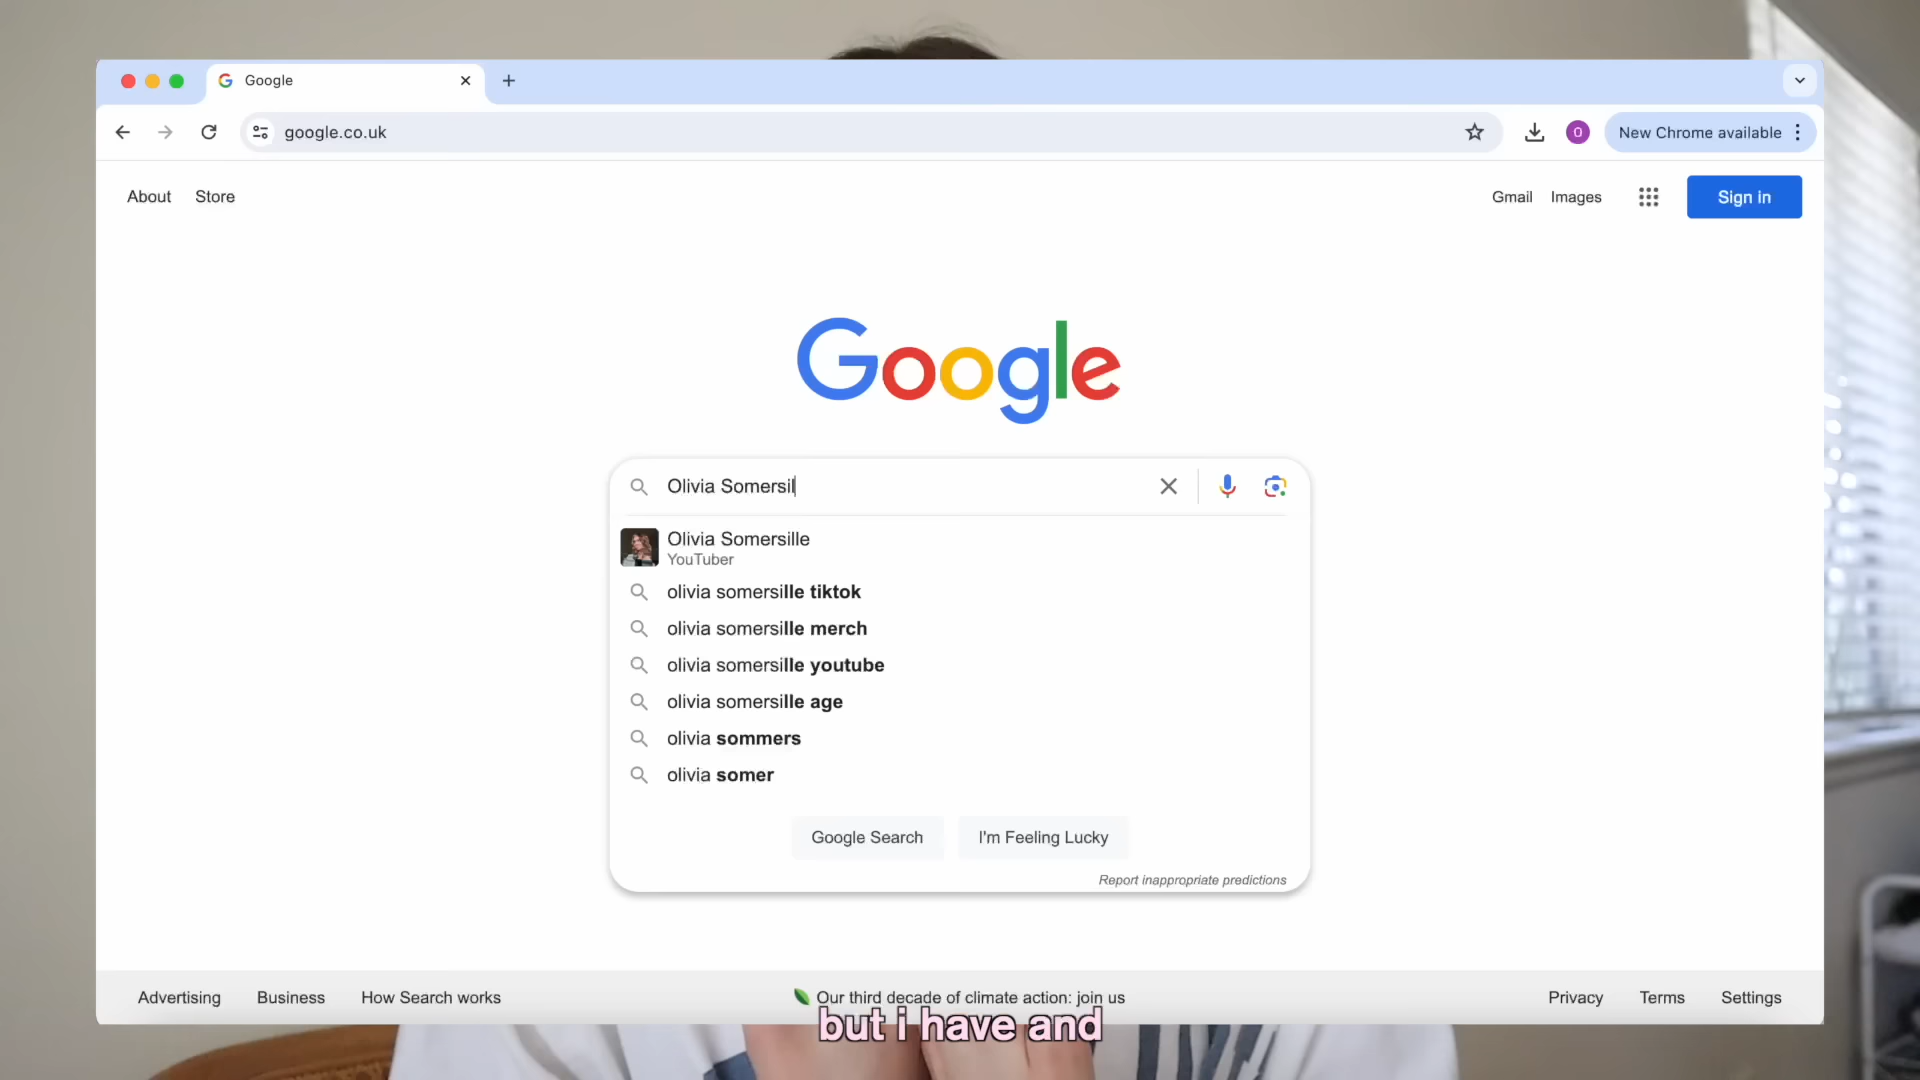 Google
google.co.uk
O
New Chrome available
About Store
Gmail Images
Sign in
Google
Olivia Somersil
Olivia Somersille
YouTuber
olivia somersille tiktok
olivia somersille merch
olivia somersille youtube
olivia somersille age
olivia sommers
olivia somer
Google Search I'm Feeling Lucky
Report inappropriate predictions
Advertising Business How Search works
Our third decade of climate action: join us
Privacy Terms Settings
but i have and